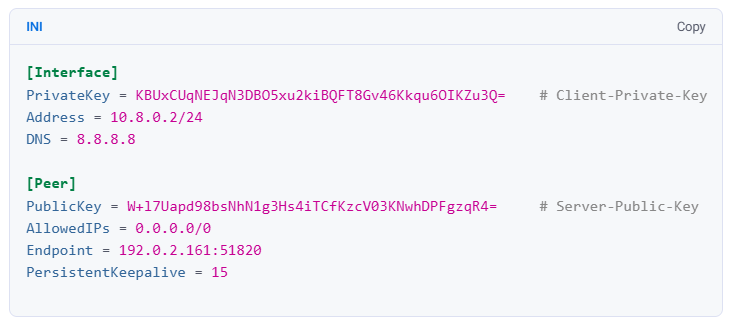 INI
Copy
[Interface]
PrivateKey = KBUxCUqNEJqN3DBO5xu2kiBQFT8Gv46Kkqu6OIKZu3Q=    # Client-Private-Key
Address = 10.8.0.2/24
DNS = 8.8.8.8
[Peer]
PublicKey = W+l7Uapd98bsNhN1g3Hs4iTCfKzcV03KNwhDPFgzqR4=     # Server-Public-Key
AllowedIPs = 0.0.0.0/0
Endpoint = 192.0.2.161:51820
PersistentKeepalive = 15